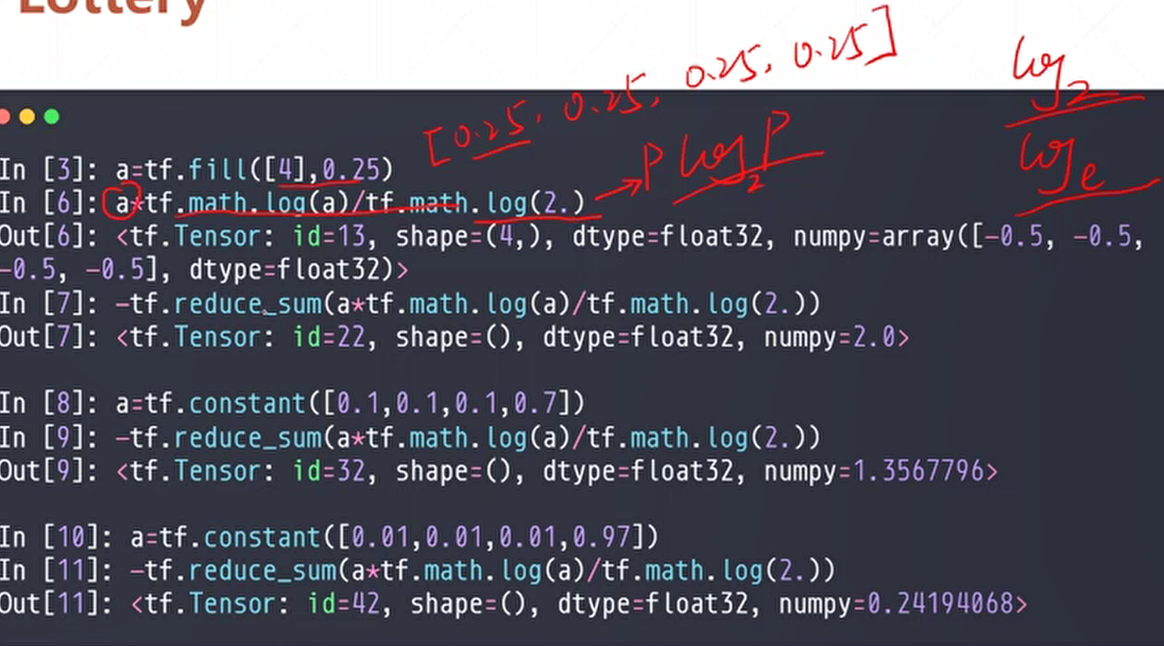 Lottery
[0.25, 0.25, 0.25, 0.25]
log2
loge
P log2 P
In [3]: a=tf.fill([4],0.25)
In [6]: a*tf.math.log(a)/tf.math.log(2.)
Out[6]: <tf.Tensor: id=13, shape=(4,), dtype=float32, numpy=array([-0.5, -0.5,
-0.5, -0.5], dtype=float32)>
In [7]: -tf.reduce_sum(a*tf.math.log(a)/tf.math.log(2.))
Out[7]: <tf.Tensor: id=22, shape=(), dtype=float32, numpy=2.0>
In [8]: a=tf.constant([0.1,0.1,0.1,0.7])
In [9]: -tf.reduce_sum(a*tf.math.log(a)/tf.math.log(2.))
Out[9]: <tf.Tensor: id=32, shape=(), dtype=float32, numpy=1.3567796>
In [10]: a=tf.constant([0.01,0.01,0.01,0.97])
In [11]: -tf.reduce_sum(a*tf.math.log(a)/tf.math.log(2.))
Out[11]: <tf.Tensor: id=42, shape=(), dtype=float32, numpy=0.24194068>